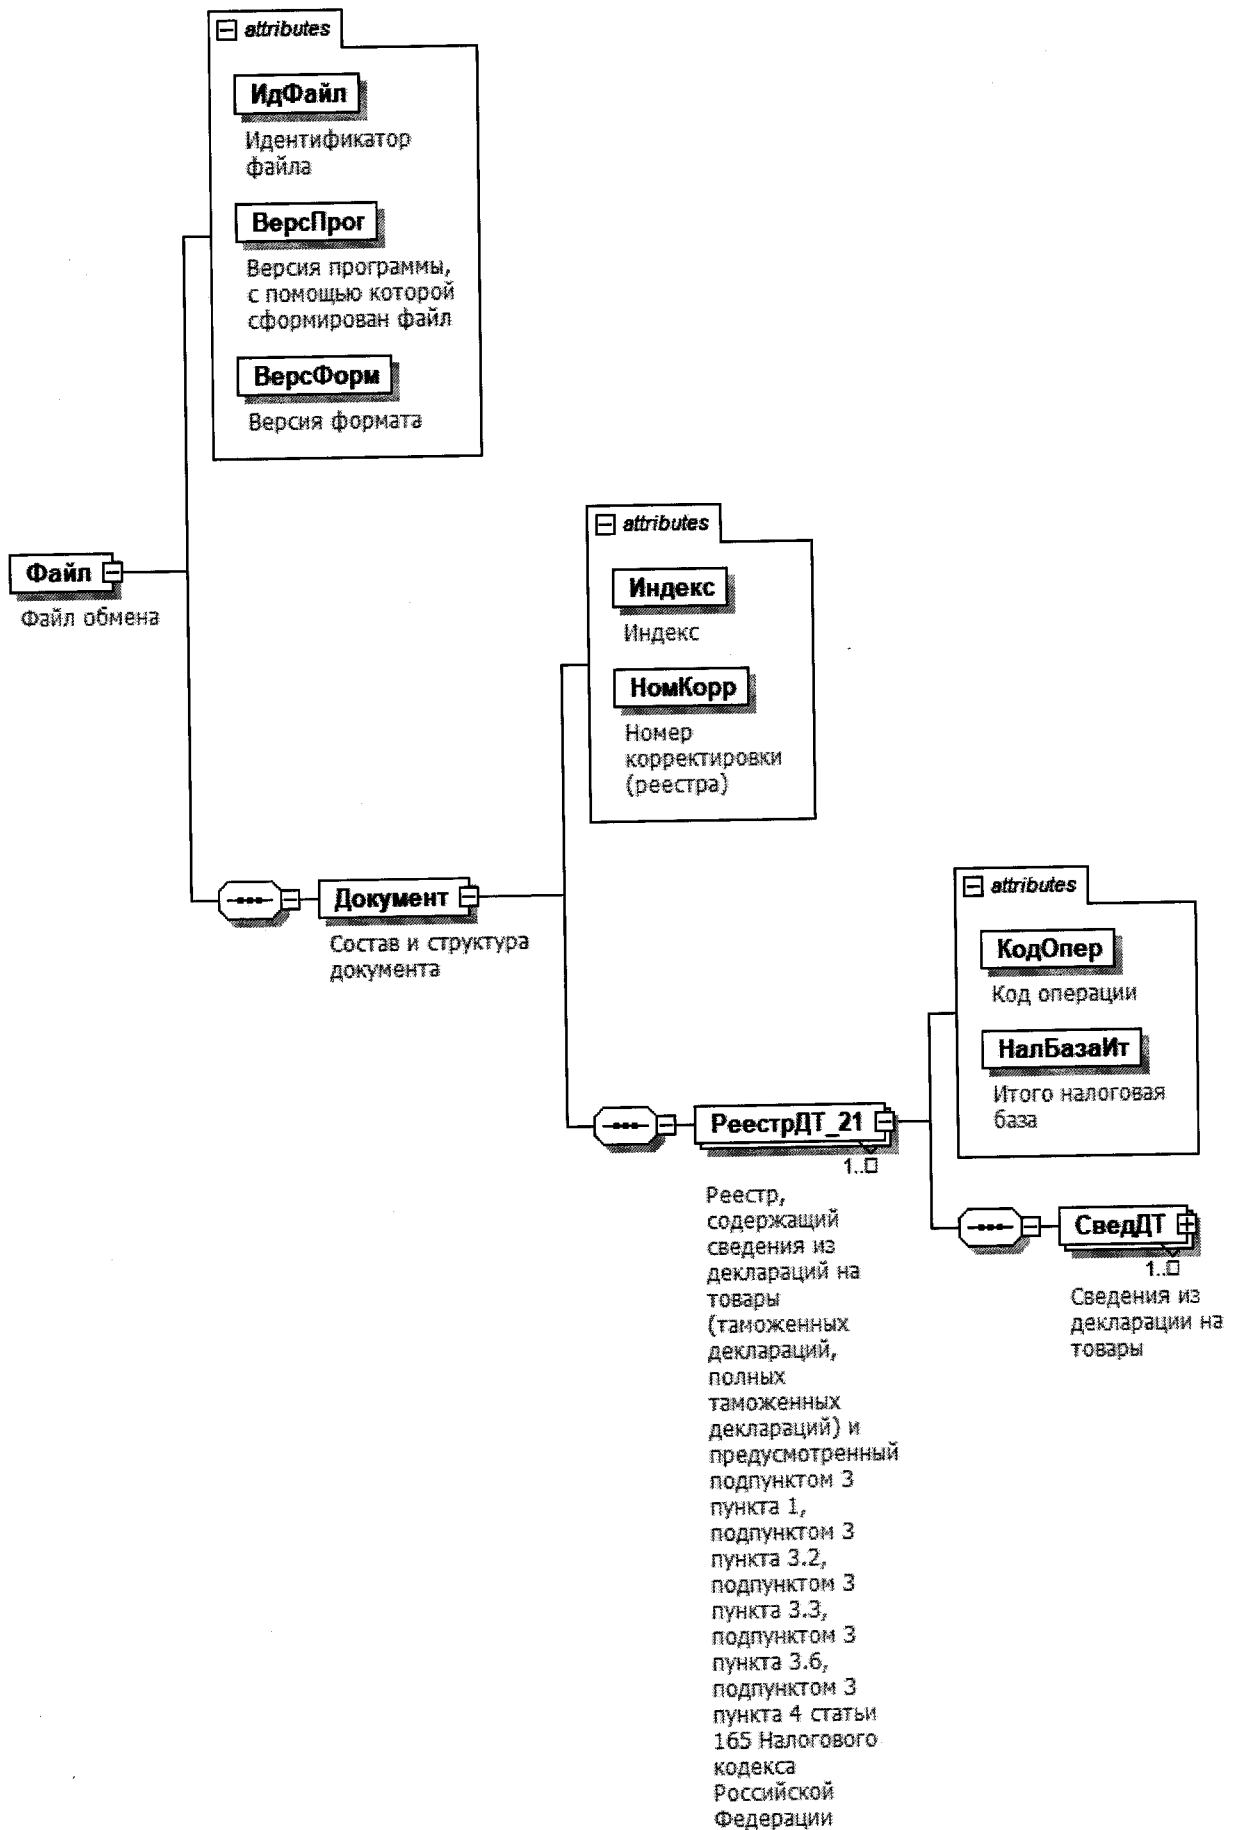 attributes
ИдФайл
Идентификатор
файла
ВерсПрог
Версия программы,
с помощью которой
сформирован файл
ВерсФорм
Версия формата
Файл
Файл обмена
attributes
Индекс
Индекс
НомКорр
Номер
корректировки
(реестра)
Документ
Состав и структура
документа
attributes
КодОпер
Код операции
НалБазаИт
Итого налоговая
база
РеестрДТ_21
1..
Реестр,
содержащий
сведения из
деклараций на
товары
(таможенных
деклараций,
полных
таможенных
деклараций) и
предусмотренный
подпунктом 3
пункта 1,
подпунктом 3
пункта 3.2,
подпунктом 3
пункта 3.3,
подпунктом 3
пункта 3.6,
подпунктом 3
пункта 4 статьи
165 Налогового
кодекса
Российской
Федерации
СведДТ
1..
Сведения из
декларации на
товары